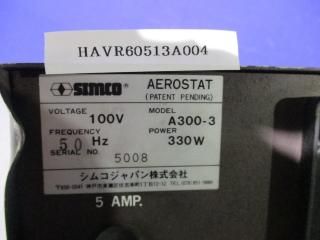 HAVR60513A004
SIMCO AEROSTAT
(PATENT PENDING)
VOLTAGE 100V MODEL A300-3
FREQUENCY 50 Hz POWER 330W
SERIAL NO. 5008
シムコジャパン株式会社
5 AMP.